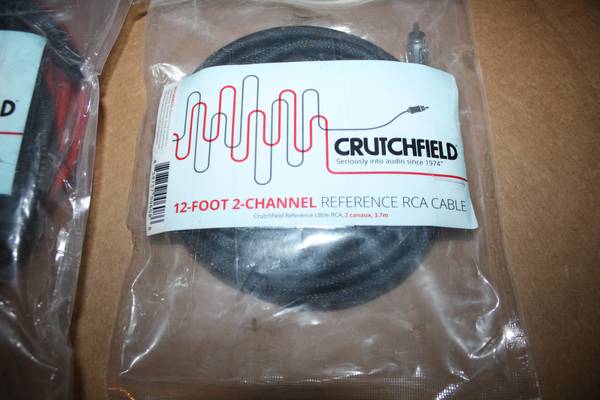 CRUTCHFIELD
Seriously into audio since 1974
12-FOOT 2-CHANNEL REFERENCE RCA CABLE
Crutchfield Reference câble RCA, 2 canaux, 3.7m
FIELD